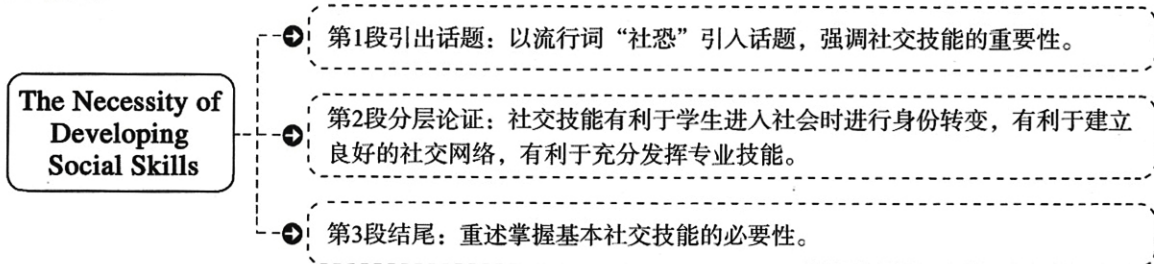 The Necessity of
Developing
Social Skills
第1段引出话题：以流行词“社恐”引入话题，强调社交技能的重要性。
第2段分层论证：社交技能有利于学生进入社会时进行身份转变，有利于建立
良好的社交网络，有利于充分发挥专业技能。
第3段结尾：重述掌握基本社交技能的必要性。